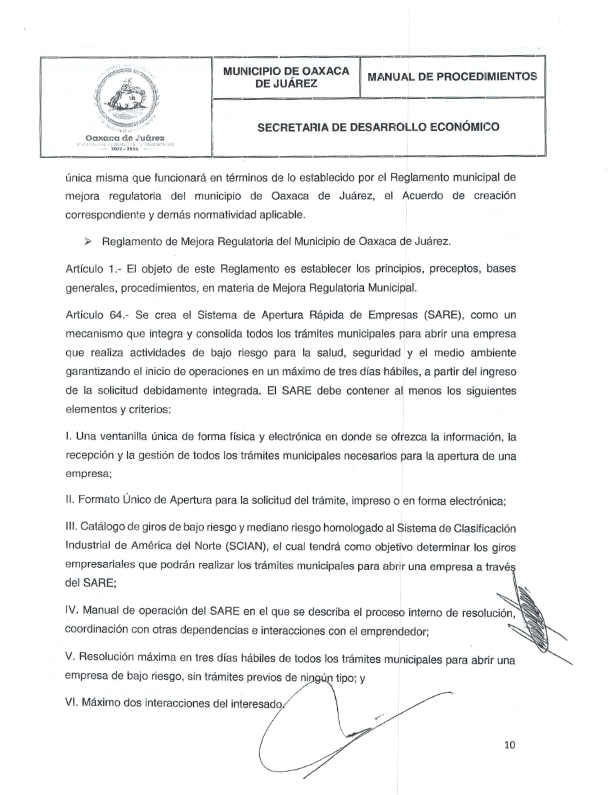 MUNICIPIO DE OAXACA
DE JUÁREZ
MANUAL DE PROCEDIMIENTOS
Oaxaca de Juárez
2022 - 2024
SECRETARIA DE DESARROLLO ECONÓMICO
única misma que funcionará en términos de lo establecido por el Reglamento municipal de
mejora regulatoria del municipio de Oaxaca de Juárez, el Acuerdo de creación
correspondiente y demás normatividad aplicable.
➢ Reglamento de Mejora Regulatoria del Municipio de Oaxaca de Juárez.
Artículo 1.- El objeto de este Reglamento es establecer los principios, preceptos, bases
generales, procedimientos, en materia de Mejora Regulatoria Municipal.
Artículo 64.- Se crea el Sistema de Apertura Rápida de Empresas (SARE), como un
mecanismo que integra y consolida todos los trámites municipales para abrir una empresa
que realiza actividades de bajo riesgo para la salud, seguridad y el medio ambiente
garantizando el inicio de operaciones en un máximo de tres días hábiles, a partir del ingreso
de la solicitud debidamente integrada. El SARE debe contener al menos los siguientes
elementos y criterios:
I. Una ventanilla única de forma física y electrónica en donde se ofrezca la información, la
recepción y la gestión de todos los trámites municipales necesarios para la apertura de una
empresa;
II. Formato Único de Apertura para la solicitud del trámite, impreso o en forma electrónica;
III. Catálogo de giros de bajo riesgo y mediano riesgo homologado al Sistema de Clasificación
Industrial de América del Norte (SCIAN), el cual tendrá como objetivo determinar los giros
empresariales que podrán realizar los trámites municipales para abrir una empresa a través
del SARE;
IV. Manual de operación del SARE en el que se describa el proceso interno de resolución,
coordinación con otras dependencias e interacciones con el emprendedor;
V. Resolución máxima en tres días hábiles de todos los trámites municipales para abrir una
empresa de bajo riesgo, sin trámites previos de ningún tipo; y
VI. Máximo dos interacciones del interesado.
10